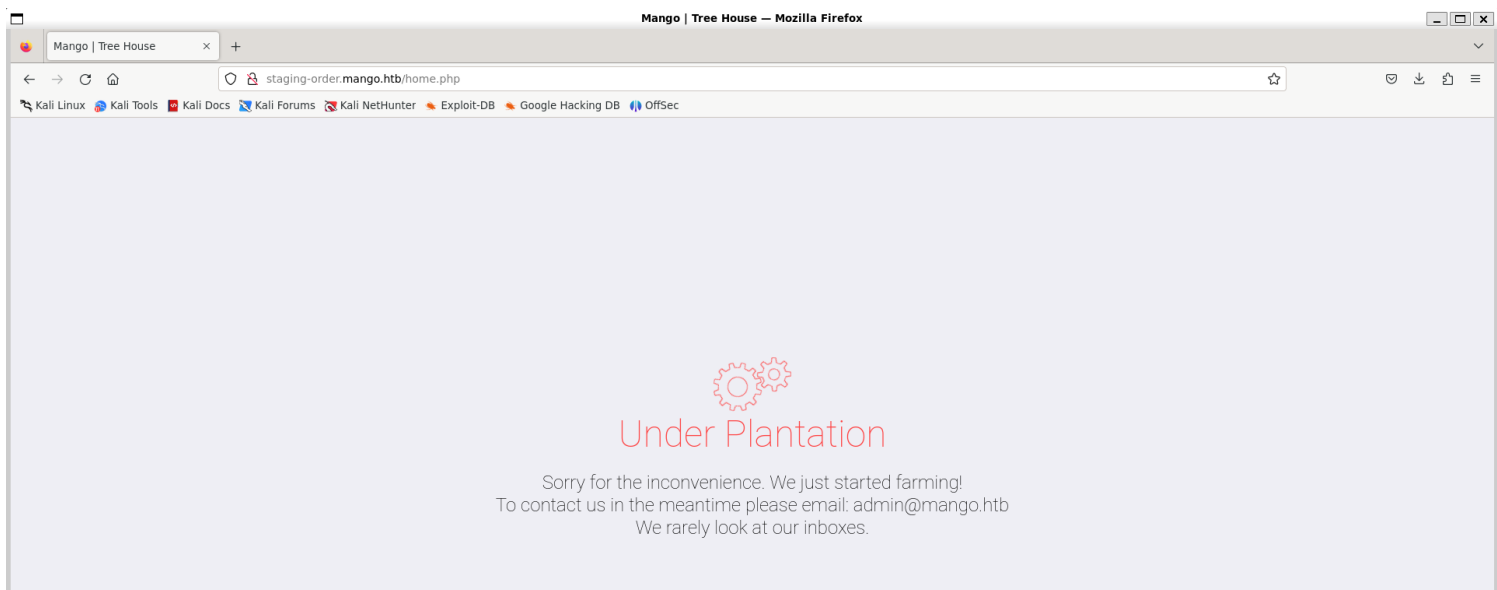 Mango | Tree House — Mozilla Firefox
Mango | Tree House
staging-order.mango.htb/home.php
Kali Linux Kali Tools Kali Docs Kali Forums Kali NetHunter Exploit-DB Google Hacking DB OffSec
Under Plantation
Sorry for the inconvenience. We just started farming!
To contact us in the meantime please email: admin@mango.htb
We rarely look at our inboxes.